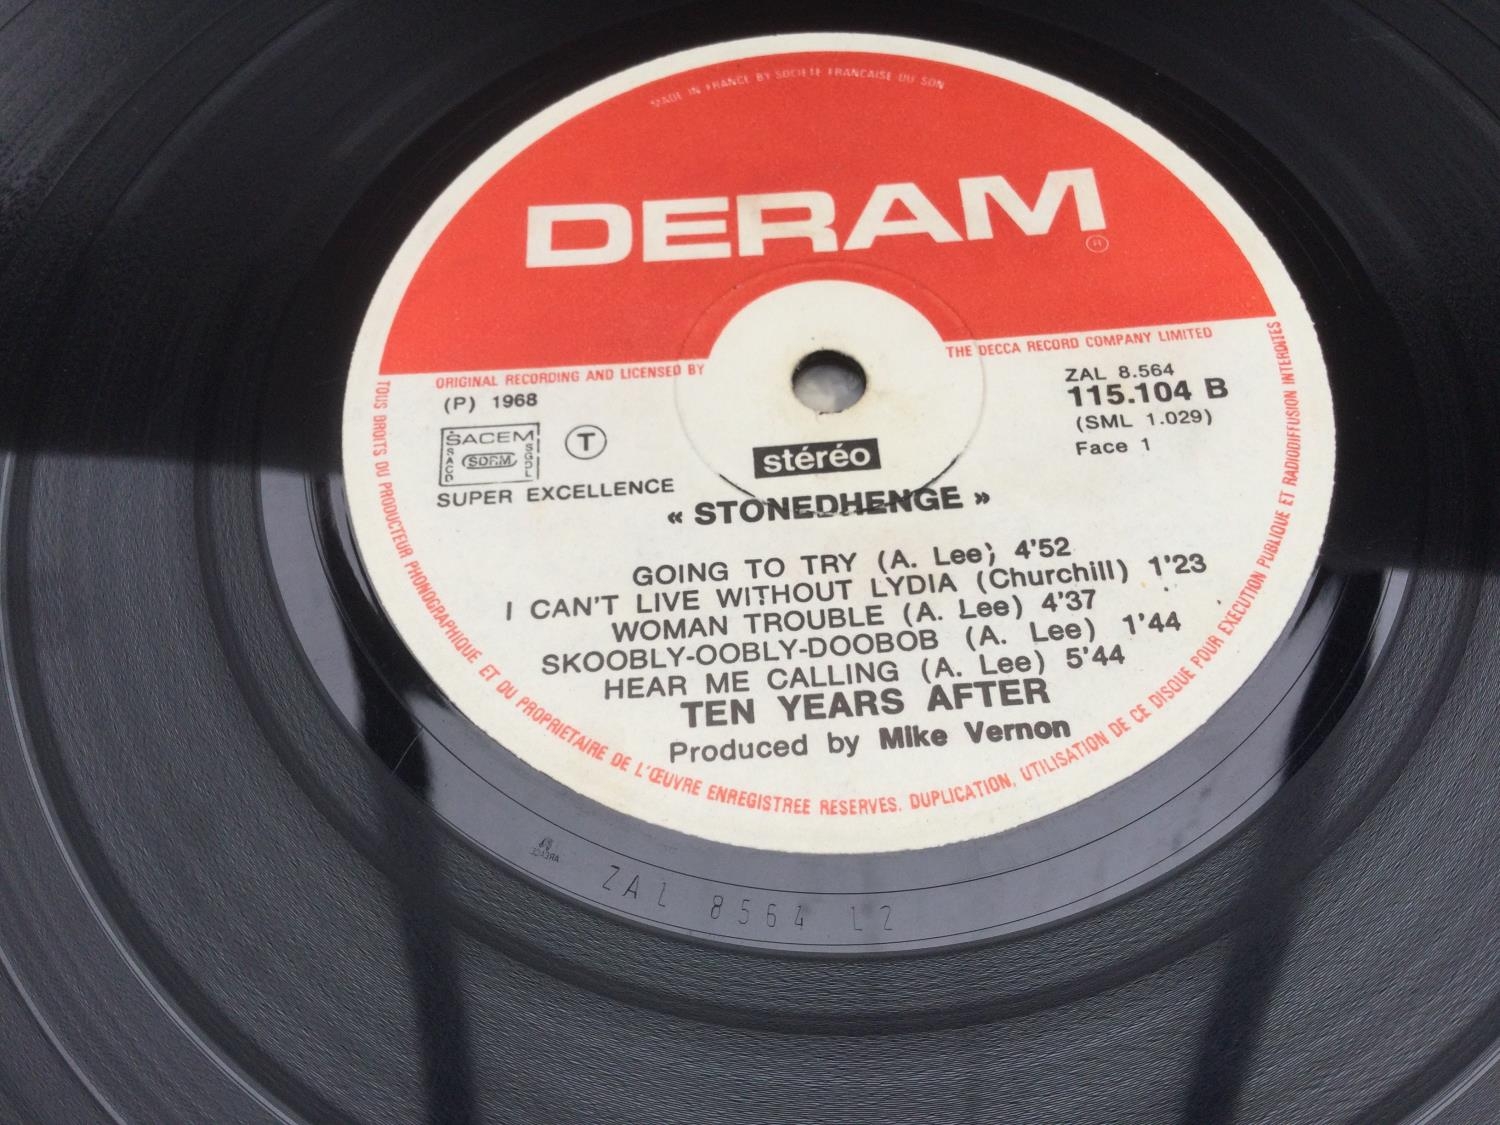 MADE IN FRANCE BY SOCIETE FRANCAISE DU SON
DERAM
®
ORIGINAL RECORDING AND LICENSED BY THE DECCA RECORD COMPANY LIMITED
(P) 1968
ZAL 8.564
115.104 B
(SML 1.029)
Face 1
SACEM
SACD SDRM SGDL
T
SUPER EXCELLENCE
stéréo
« STONEDHENGE »
GOING TO TRY (A. Lee) 4'52
I CAN'T LIVE WITHOUT LYDIA (Churchill) 1'23
WOMAN TROUBLE (A. Lee) 4'37
SKOOBLY-OOBLY-DOOBOB (A. Lee) 1'44
HEAR ME CALLING (A. Lee) 5'44
TEN YEARS AFTER
Produced by Mike Vernon
TOUS DROITS DU PRODUCTEUR PHONOGRAPHIQUE ET DU PROPRIETAIRE DE L'ŒUVRE ENREGISTREE RESERVES. DUPLICATION, UTILISATION DE CE DISQUE POUR EXECUTION PUBLIQUE ET RADIODIFFUSION INTERDITES
ZAL 8564 L2